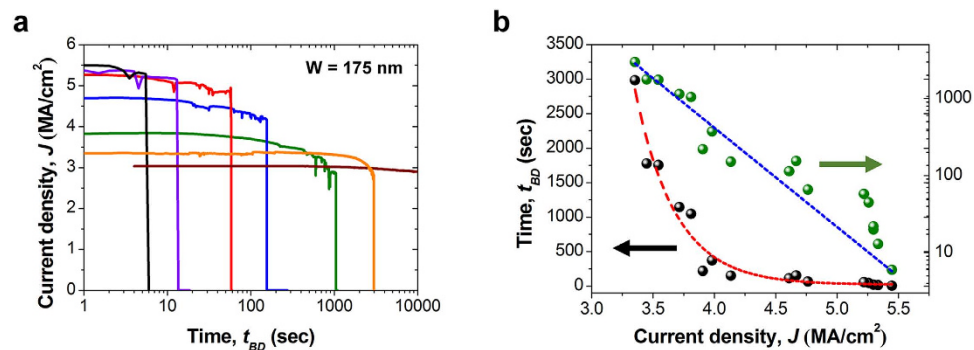 a
Current density, J (MA/cm²)
6
5
4
3
2
1
0
W = 175 nm
1 10 100 1000 10000
Time, t_BD (sec)
b
Time, t_BD (sec)
3500
3000
2500
2000
1500
1000
500
0
1000
100
10
3.0 3.5 4.0 4.5 5.0 5.5
Current density, J (MA/cm²)